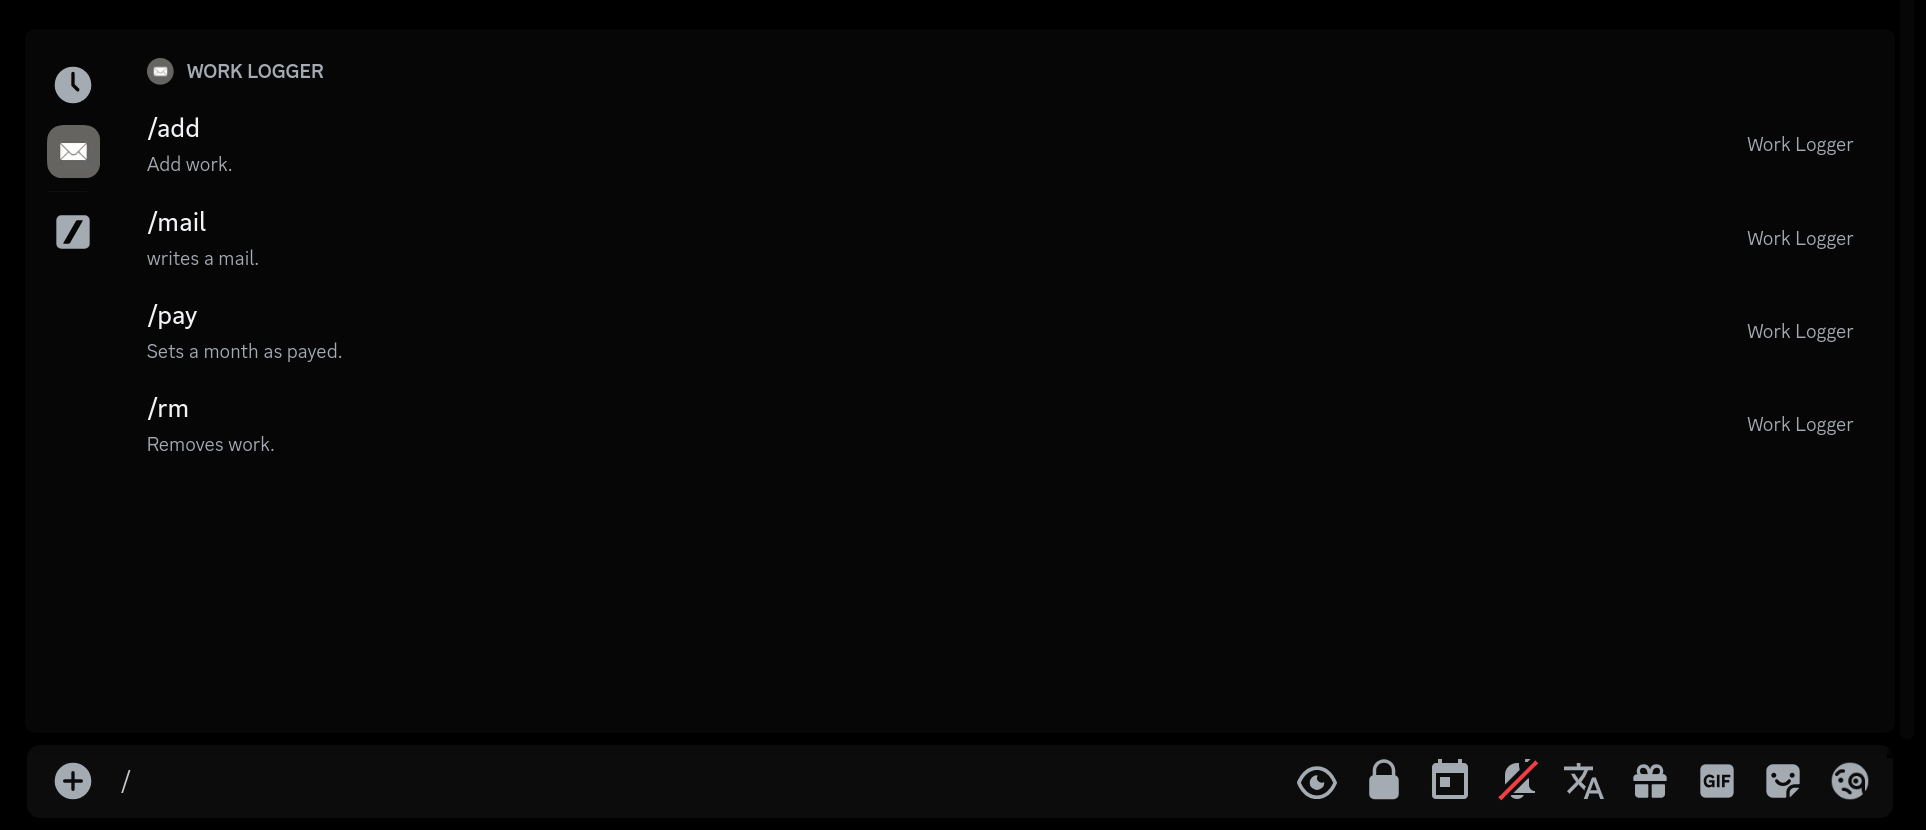 WORK LOGGER
/add
Add work.
Work Logger
/mail
writes a mail.
Work Logger
/pay
Sets a month as payed.
Work Logger
/rm
Removes work.
Work Logger
/
GIF